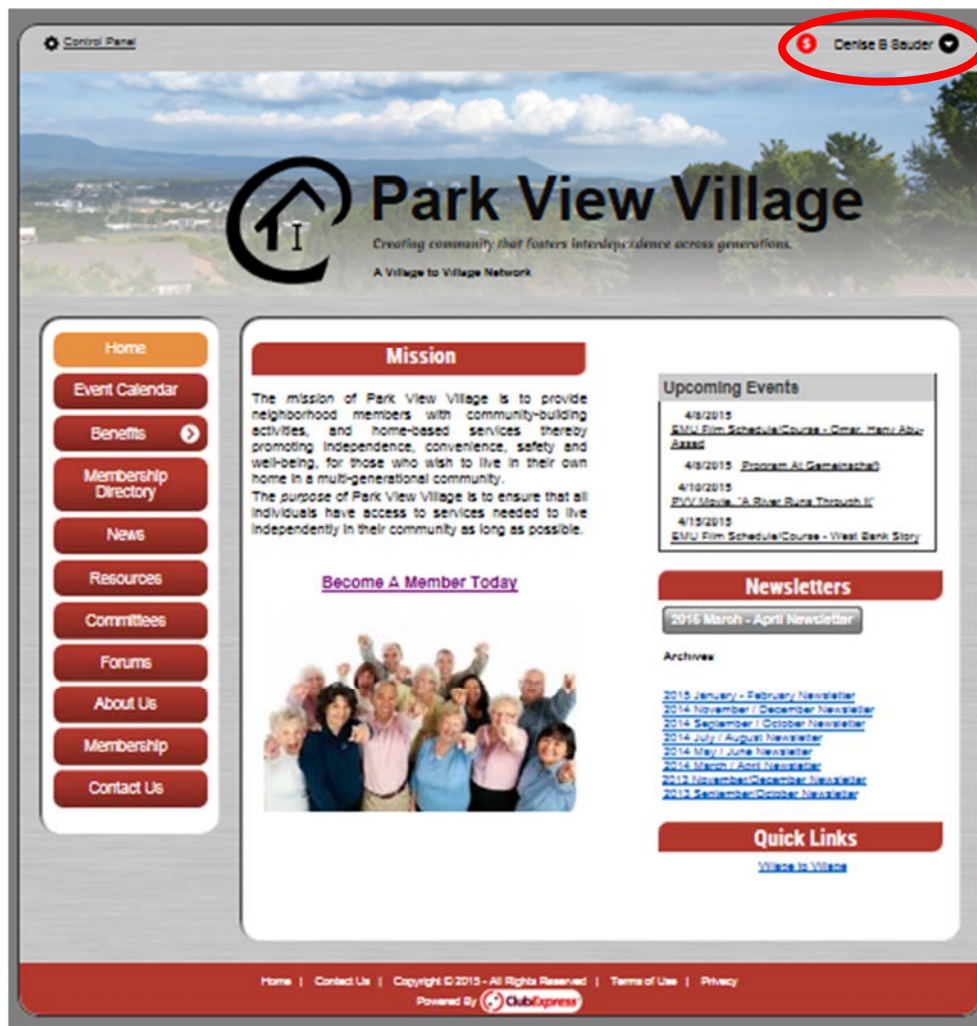 Control Panel
$ Denise B Sauder
Park View Village
Creating community that fosters interdependence across generations.
A Village to Village Network
Home
Event Calendar
Benefits
Membership
Directory
News
Resources
Committees
Forums
About Us
Membership
Contact Us
Mission
The mission of Park View Village is to provide
neighborhood members with community-building
activities, and home-based services thereby
promoting independence, convenience, safety and
well-being, for those who wish to live in their own
home in a multi-generational community.
The purpose of Park View Village is to ensure that all
individuals have access to services needed to live
independently in their community as long as possible.
Become A Member Today
Upcoming Events
4/8/2015
EMU Film Schedule/Course - Omar, Hany Abu-
Assad
4/8/2015 Program At Gemeinschaft
4/10/2015
PVV Movie, "A River Runs Through It"
4/15/2015
EMU Film Schedule/Course - West Bank Story
Newsletters
2015 March - April Newsletter
Archives
2015 January - February Newsletter
2014 November / December Newsletter
2014 September / October Newsletter
2014 July / August Newsletter
2014 May / June Newsletter
2014 March / April Newsletter
2013 November/December Newsletter
2013 September/October Newsletter
Quick Links
Village to Village
Home | Contact Us | Copyright © 2015 - All Rights Reserved | Terms of Use | Privacy
Powered By ClubExpress